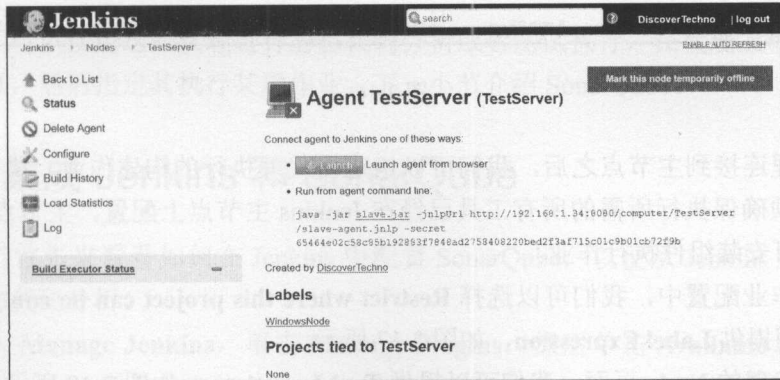 Jenkins
search
DiscoverTechno | log out
Jenkins Nodes TestServer
ENABLE AUTO REFRESH
Back to List
Status
Delete Agent
Configure
Build History
Load Statistics
Log
Build Executor Status
Mark this node temporarily offline
Agent TestServer (TestServer)
Connect agent to Jenkins one of these ways:
Launch Launch agent from browser
Run from agent command line:
java -jar slave.jar -jnlpUrl http://192.168.1.34:8080/computer/TestServer
/slave-agent.jnlp -secret
Created by DiscoverTechno
Labels
WindowsNode
Projects tied to TestServer
None